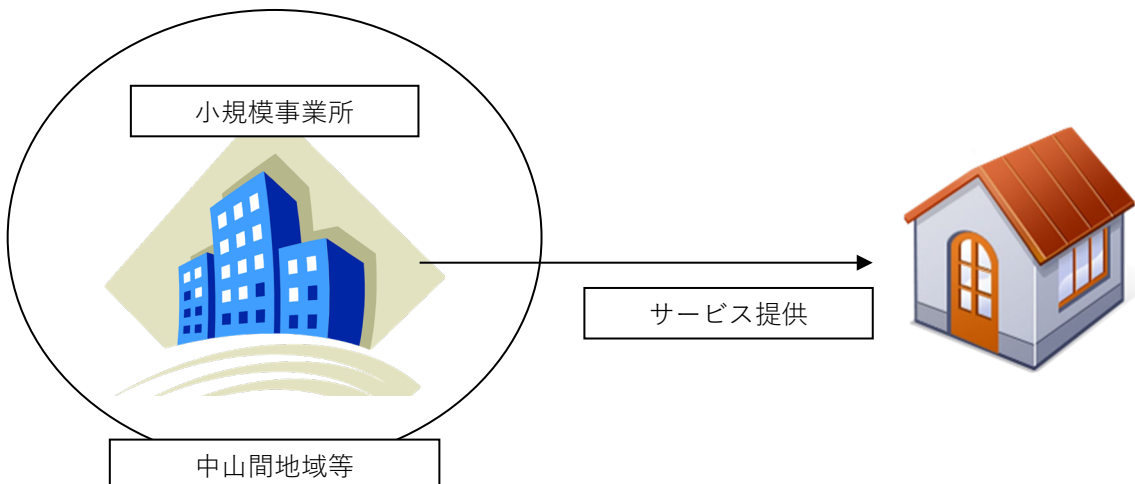 小規模事業所
サービス提供
中山間地域等